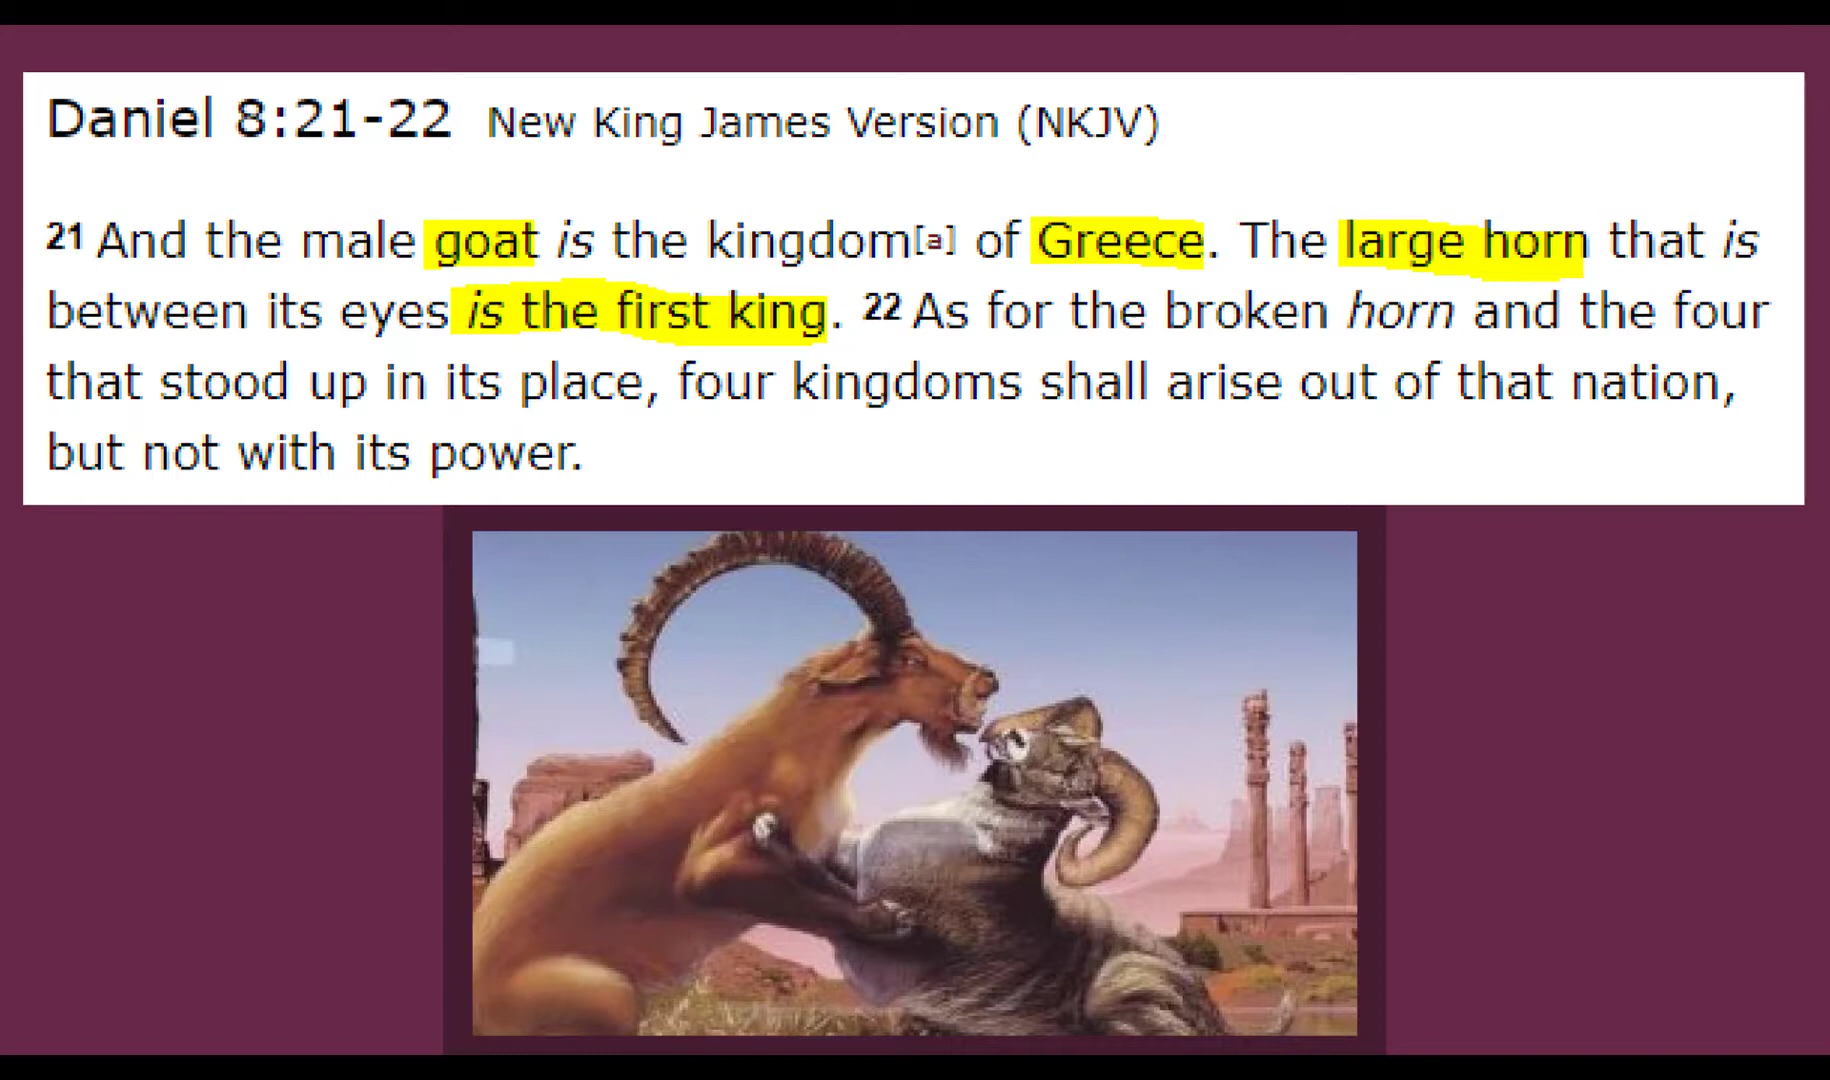 Daniel 8:21-22 New King James Version (NKJV)
21 And the male goat is the kingdom[a] of Greece. The large horn that is
between its eyes is the first king. 22 As for the broken horn and the four
that stood up in its place, four kingdoms shall arise out of that nation,
but not with its power.